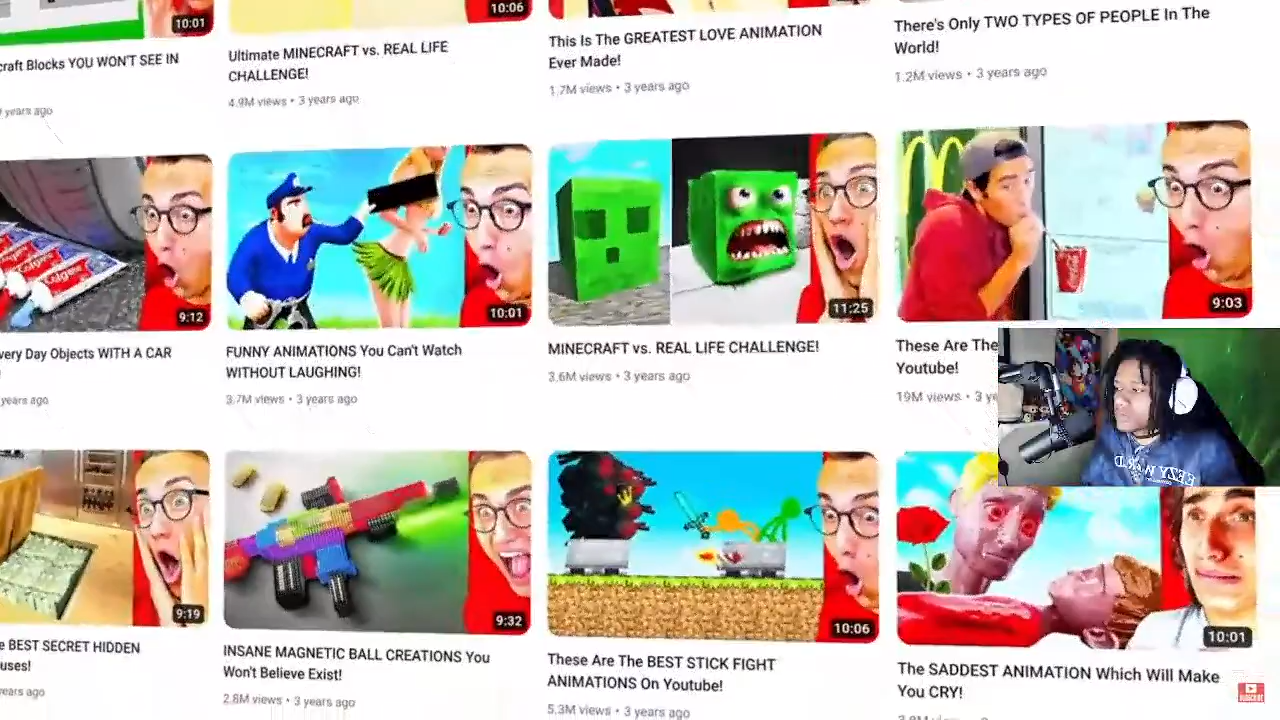 10:01
10:06
craft Blocks YOU WON'T SEE IN
years ago
Ultimate MINECRAFT vs. REAL LIFE
CHALLENGE!
4.9M views • 3 years ago
This Is The GREATEST LOVE ANIMATION
Ever Made!
1.7M views • 3 years ago
There's Only TWO TYPES OF PEOPLE In The
World!
1.2M views • 3 years ago
Colgate
Colgate
9:12
10:01
11:25
9:03
very Day Objects WITH A CAR
years ago
FUNNY ANIMATIONS You Can't Watch
WITHOUT LAUGHING!
3.7M views • 3 years ago
MINECRAFT vs. REAL LIFE CHALLENGE!
3.6M views • 3 years ago
These Are The
Youtube!
19M views • 3 ye
9:19
9:32
10:06
10:01
e BEST SECRET HIDDEN
uses!
years ago
INSANE MAGNETIC BALL CREATIONS You
Won't Believe Exist!
2.8M views • 3 years ago
These Are The BEST STICK FIGHT
ANIMATIONS On Youtube!
5.3M views • 3 years ago
The SADDEST ANIMATION Which Will Make
You CRY!
SUBSCRIBE